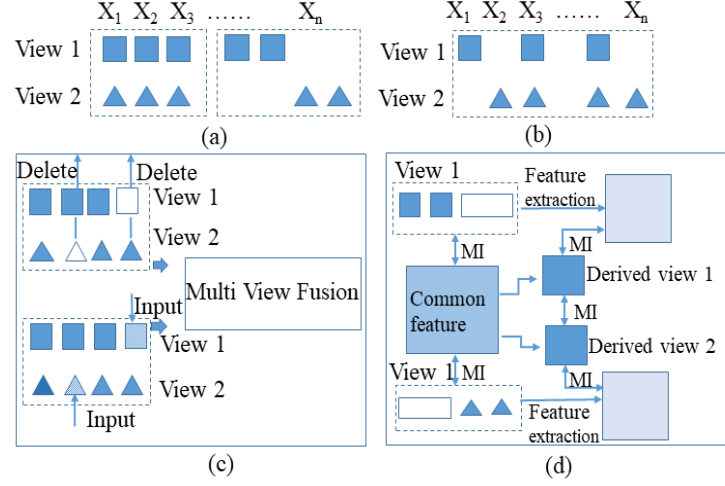 X1 X2 X3 …… Xn
View 1
View 2
(a)
X1 X2 X3 …… Xn
View 1
View 2
(b)
Delete Delete
View 1
View 2
Input
Multi View Fusion
View 1
View 2
Input
(c)
View 1
Feature
extraction
MI
MI
Derived view 1
Common
feature
MI
Derived view 2
MI
View 1
MI
Feature
extraction
(d)